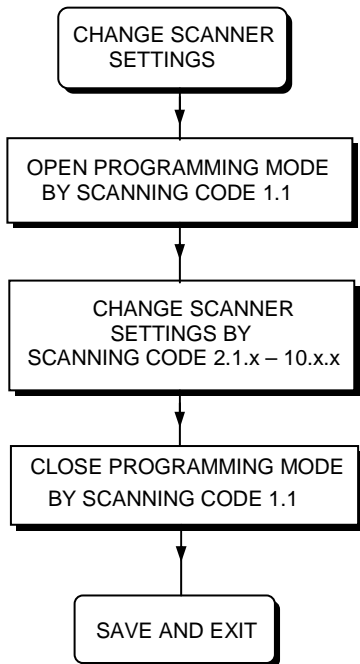 CHANGE SCANNER
SETTINGS
OPEN PROGRAMMING MODE
BY SCANNING CODE 1.1
CHANGE SCANNER
SETTINGS BY
SCANNING CODE 2.1.x – 10.x.x
CLOSE PROGRAMMING MODE
BY SCANNING CODE 1.1
SAVE AND EXIT